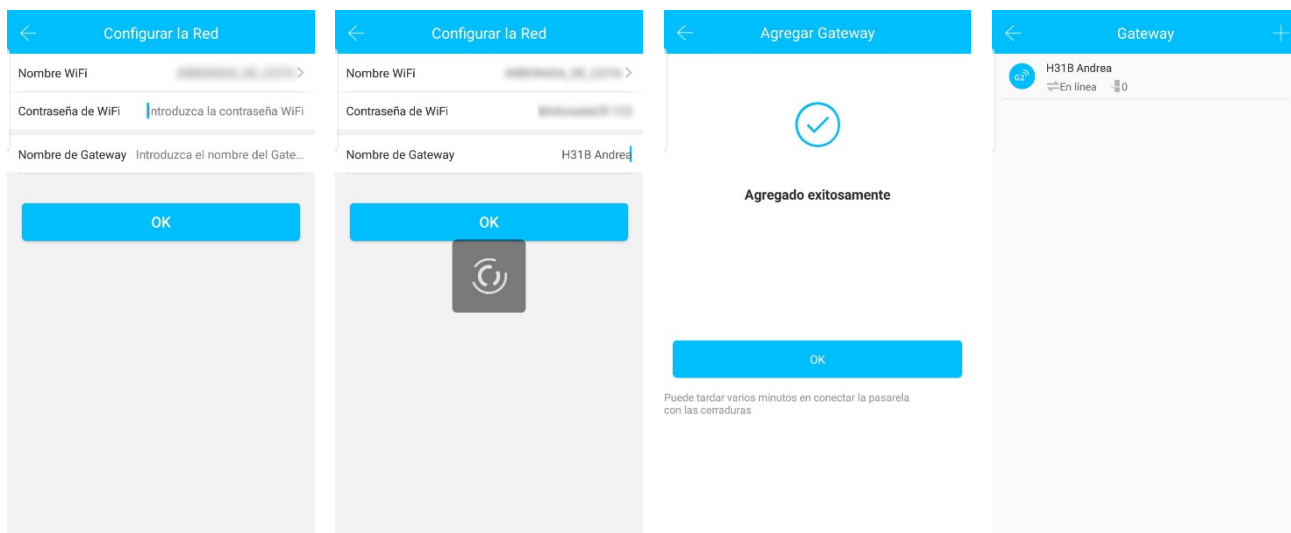 Configurar la Red
Nombre WiFi
Contraseña de WiFi Introduzca la contraseña WiFi
Nombre de Gateway Introduzca el nombre del Gate...
OK
Configurar la Red
Nombre WiFi
Contraseña de WiFi
Nombre de Gateway H31B Andrea
OK
Agregar Gateway
Agregado exitosamente
OK
Puede tardar varios minutos en conectar la pasarela
con las cerraduras
Gateway
G2
H31B Andrea
En línea 0